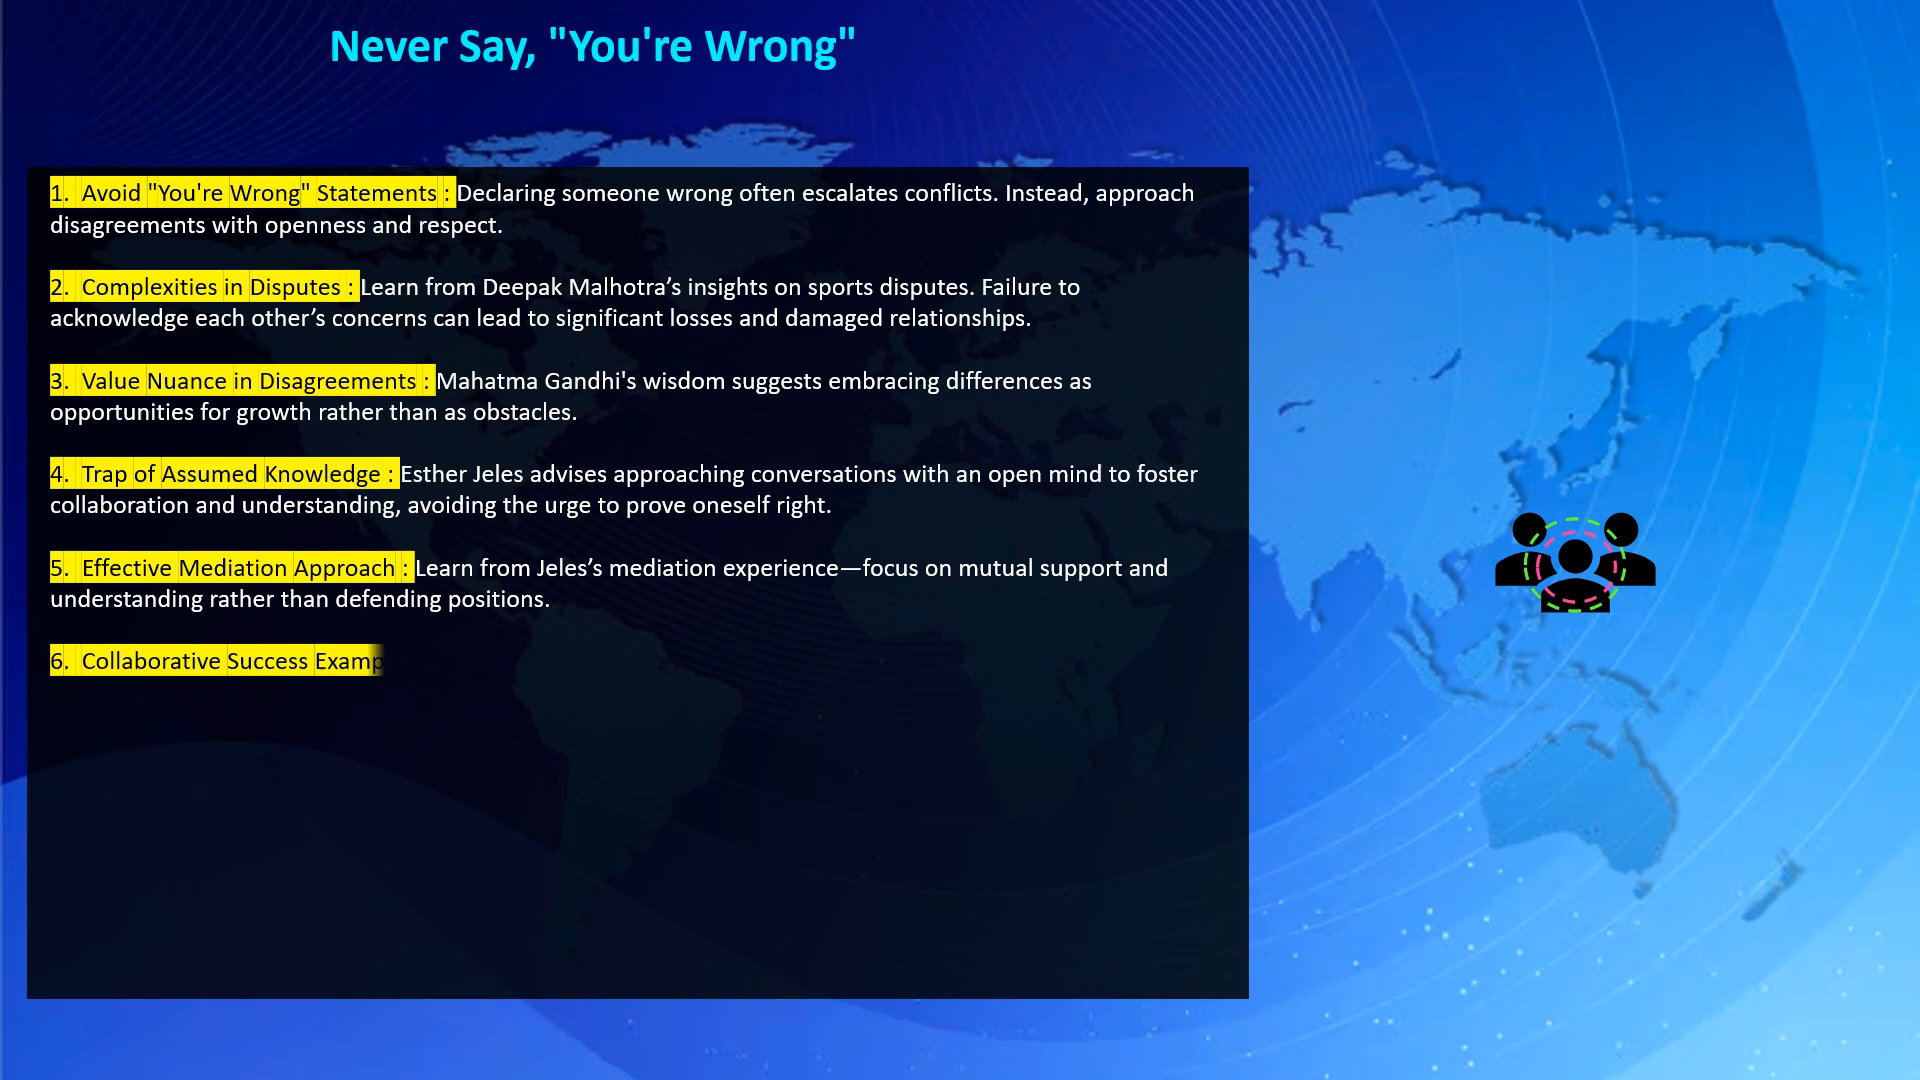 Never Say, "You're Wrong"
1. Avoid "You're Wrong" Statements : Declaring someone wrong often escalates conflicts. Instead, approach
disagreements with openness and respect.
2. Complexities in Disputes : Learn from Deepak Malhotra’s insights on sports disputes. Failure to
acknowledge each other’s concerns can lead to significant losses and damaged relationships.
3. Value Nuance in Disagreements : Mahatma Gandhi's wisdom suggests embracing differences as
opportunities for growth rather than as obstacles.
4. Trap of Assumed Knowledge : Esther Jeles advises approaching conversations with an open mind to foster
collaboration and understanding, avoiding the urge to prove oneself right.
5. Effective Mediation Approach : Learn from Jeles’s mediation experience—focus on mutual support and
understanding rather than defending positions.
6. Collaborative Success Examp